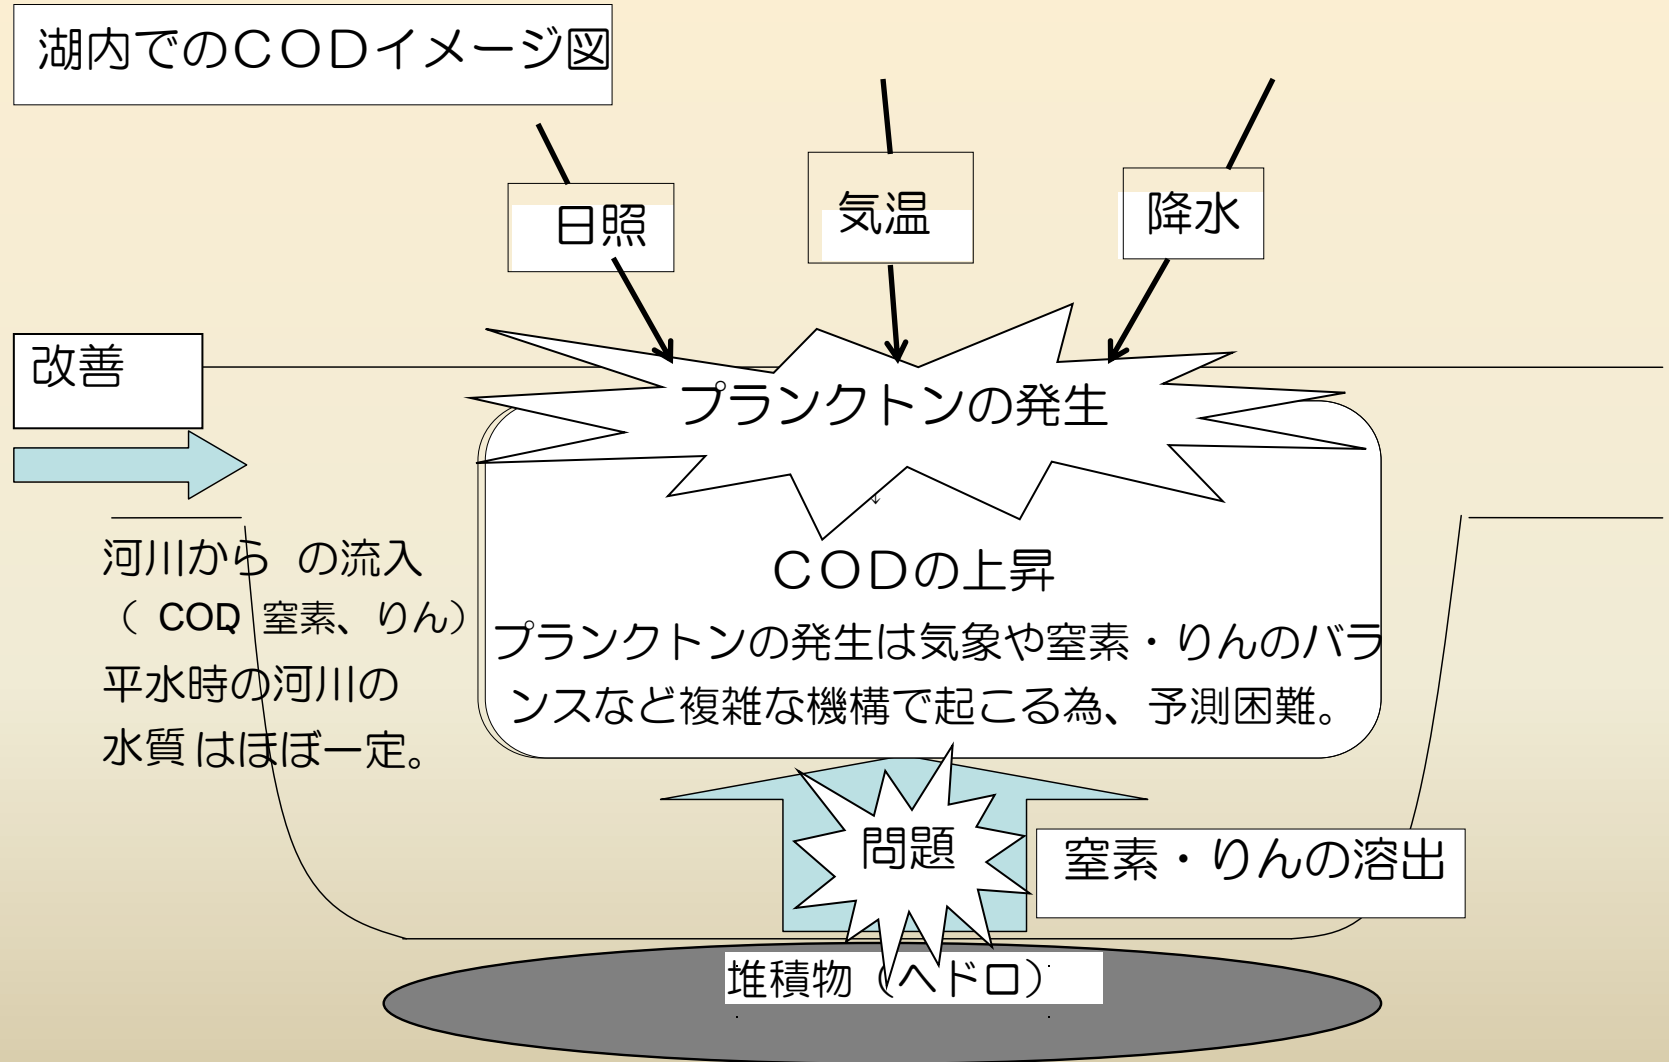 湖内でのCODイメージ図
日照
気温
降水
改善
プランクトンの発生
↓
CODの上昇
プランクトンの発生は気象や窒素・りんのバラ
ンスなど複雑な機構で起こる為、予測困難。
河川から の流入
( COD 窒素、りん)
平水時の河川の
水質はほぼ一定。
問題
窒素・りんの溶出
堆積物(ヘドロ)